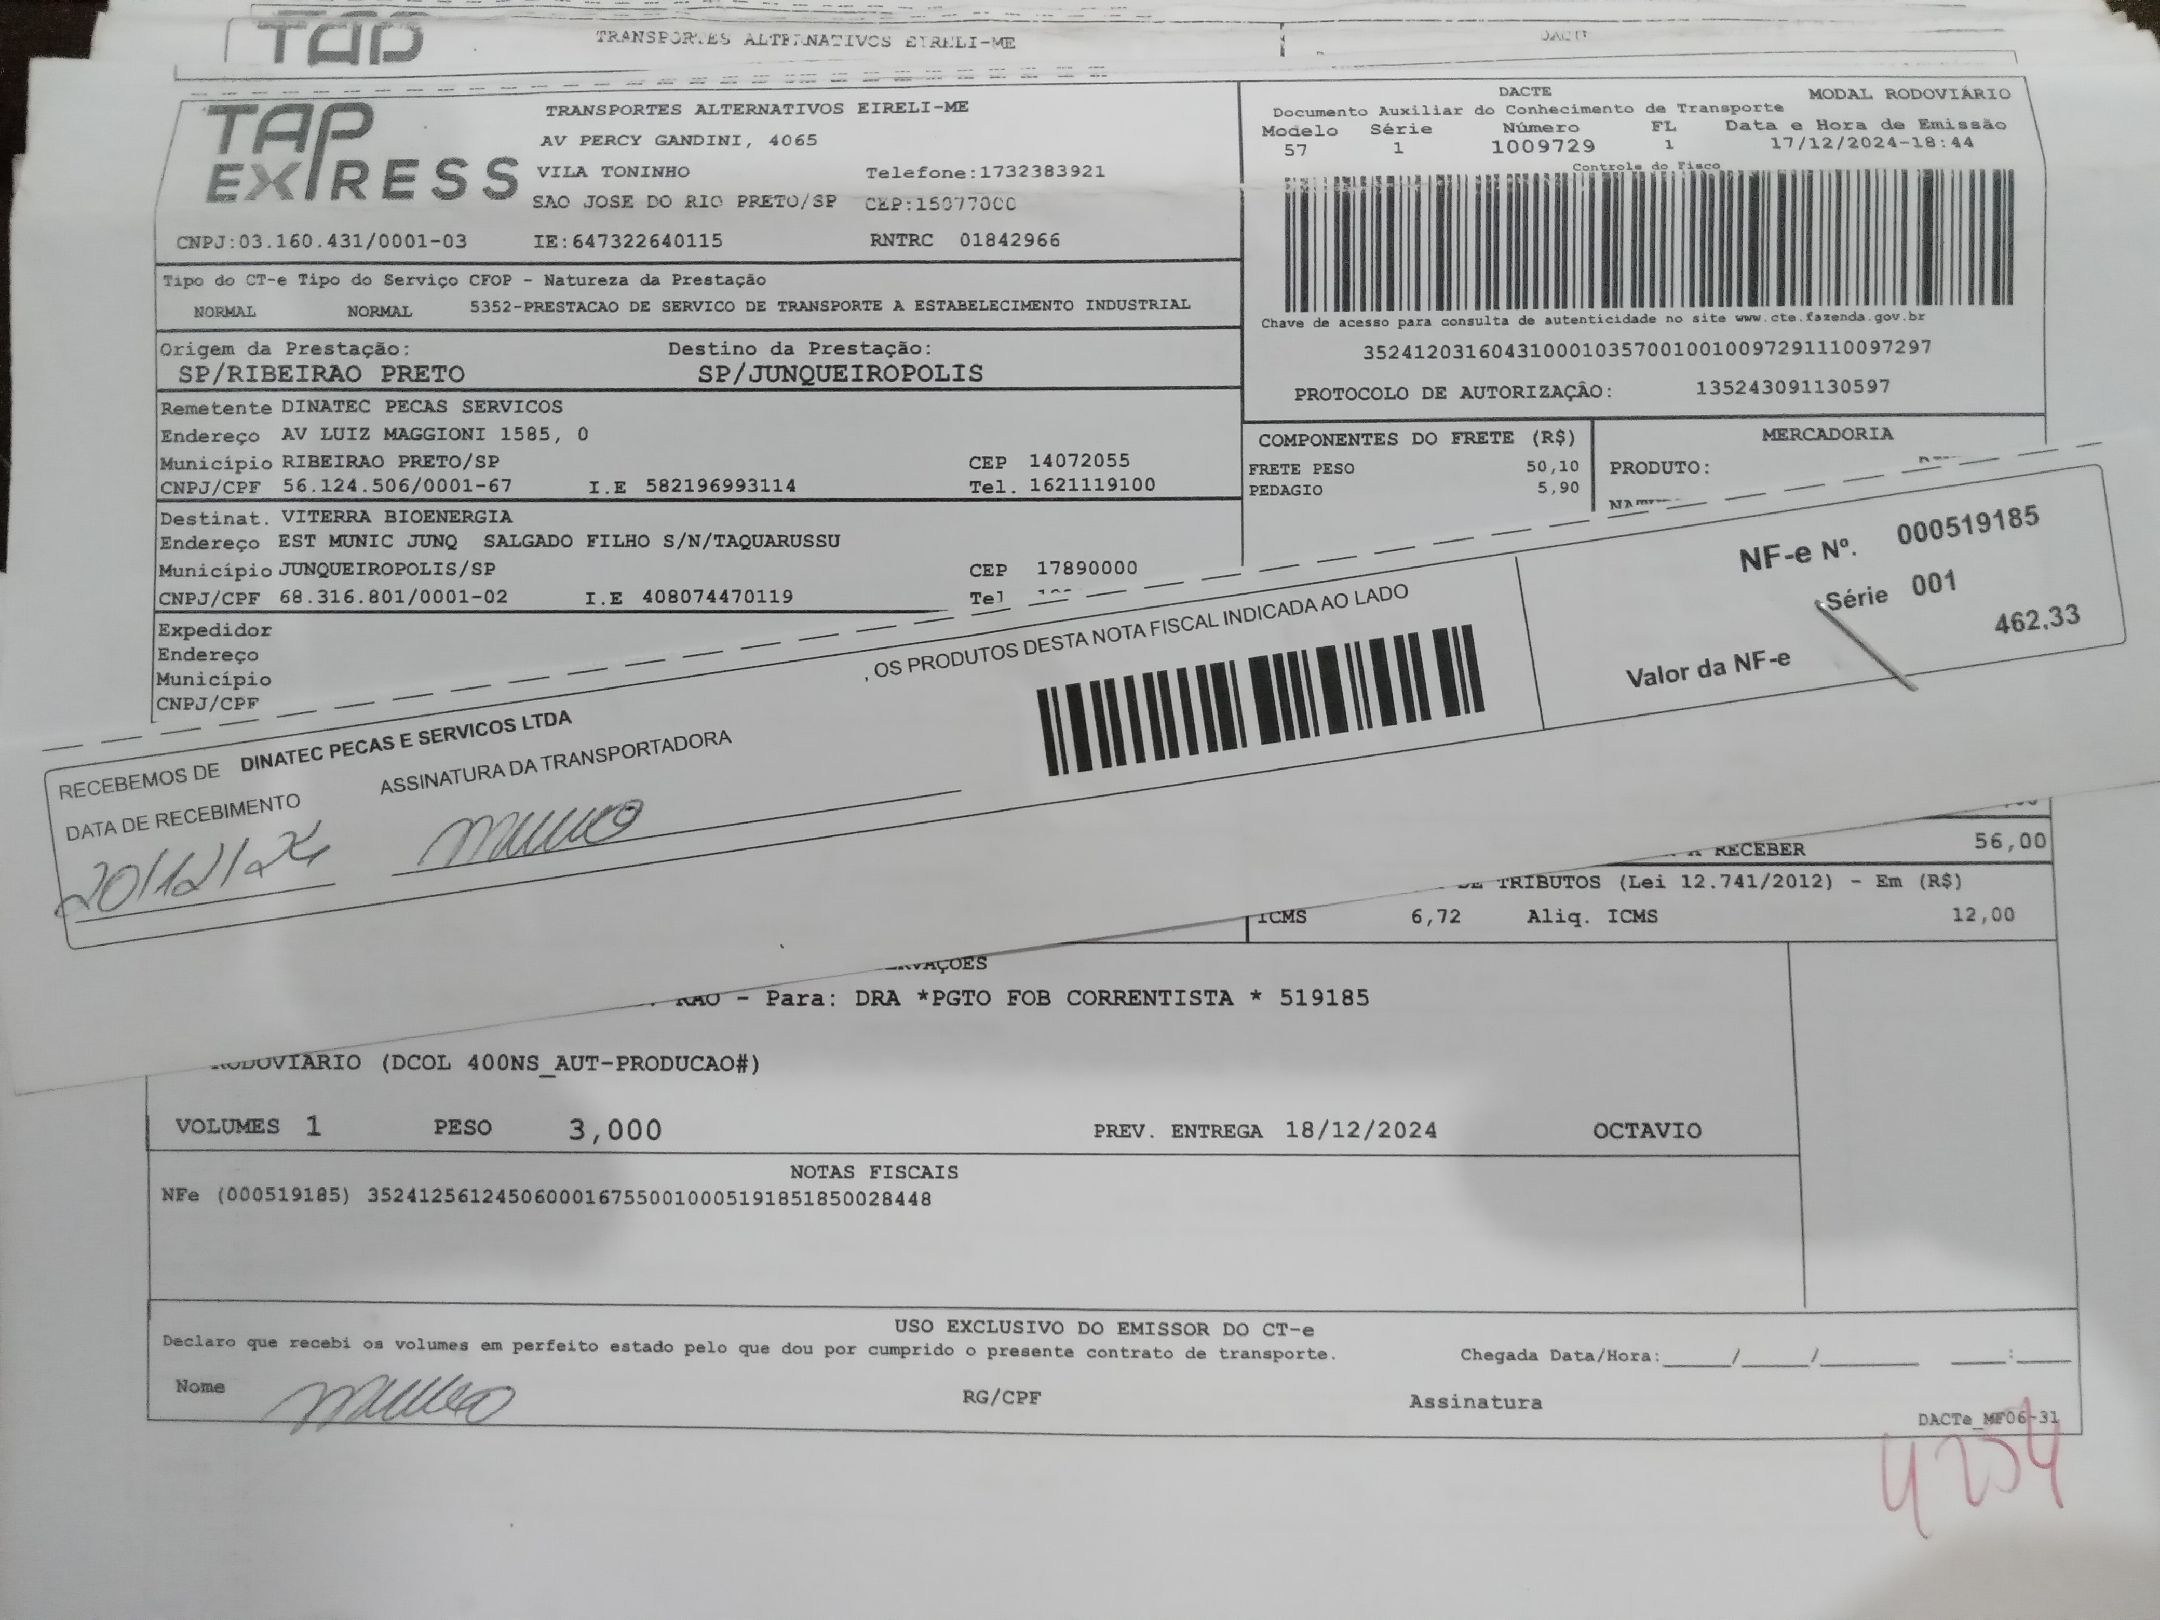 TAP
TRANSPORTES ALTERNATIVOS EIRELI-ME
DACTE
TAP EXPRESS
TRANSPORTES ALTERNATIVOS EIRELI-ME
AV PERCY GANDINI, 4065
VILA TONINHO Telefone:1732383921
SAO JOSE DO RIO PRETO/SP CEP:15077000
CNPJ:03.160.431/0001-03 IE:647322640115 RNTRC 01842966
DACTE MODAL RODOVIÁRIO
Documento Auxiliar do Conhecimento de Transporte
Modelo Série Número FL Data e Hora de Emissão
57 1 1009729 1 17/12/2024-18:44
Controle do Fisco
Chave de acesso para consulta de autenticidade no site www.cte.fazenda.gov.br
35241203160431000103570010010097291110097297
PROTOCOLO DE AUTORIZAÇÂO: 135243091130597
Tipo do CT-e Tipo do Serviço CFOP - Natureza da Prestação
NORMAL NORMAL 5352-PRESTACAO DE SERVICO DE TRANSPORTE A ESTABELECIMENTO INDUSTRIAL
Origem da Prestação: Destino da Prestação:
SP/RIBEIRAO PRETO SP/JUNQUEIROPOLIS
Remetente DINATEC PECAS SERVICOS
Endereço AV LUIZ MAGGIONI 1585, 0
Município RIBEIRAO PRETO/SP CEP 14072055
CNPJ/CPF 56.124.506/0001-67 I.E 582196993114 Tel. 1621119100
COMPONENTES DO FRETE (R$) MERCADORIA
FRETE PESO 50,10 PRODUTO:
PEDAGIO 5,90
Destinat. VITERRA BIOENERGIA
Endereço EST MUNIC JUNQ SALGADO FILHO S/N/TAQUARUSSU
Município JUNQUEIROPOLIS/SP CEP 17890000
CNPJ/CPF 68.316.801/0001-02 I.E 408074470119 Tel
Expedidor
Endereço
Município
CNPJ/CPF
RECEBEMOS DE DINATEC PECAS E SERVICOS LTDA , OS PRODUTOS DESTA NOTA FISCAL INDICADA AO LADO
DATA DE RECEBIMENTO ASSINATURA DA TRANSPORTADORA
20/12/24
NF-e Nº. 000519185
Série 001
Valor da NF-e 462,33
RECEBER 56,00
TRIBUTOS (Lei 12.741/2012) - Em (R$)
ICMS 6,72 Aliq. ICMS 12,00
- Para: DRA *PGTO FOB CORRENTISTA * 519185
RODOVIARIO (DCOL 400NS_AUT-PRODUCAO#)
VOLUMES 1 PESO 3,000 PREV. ENTREGA 18/12/2024 OCTAVIO
NOTAS FISCAIS
NFe (000519185) 35241256124506000167550010005191851850028448
USO EXCLUSIVO DO EMISSOR DO CT-e
Declaro que recebi os volumes em perfeito estado pelo que dou por cumprido o presente contrato de transporte. Chegada Data/Hora:____/____/______ ___:___
Nome RG/CPF Assinatura
DACTe_MF06-31
4254